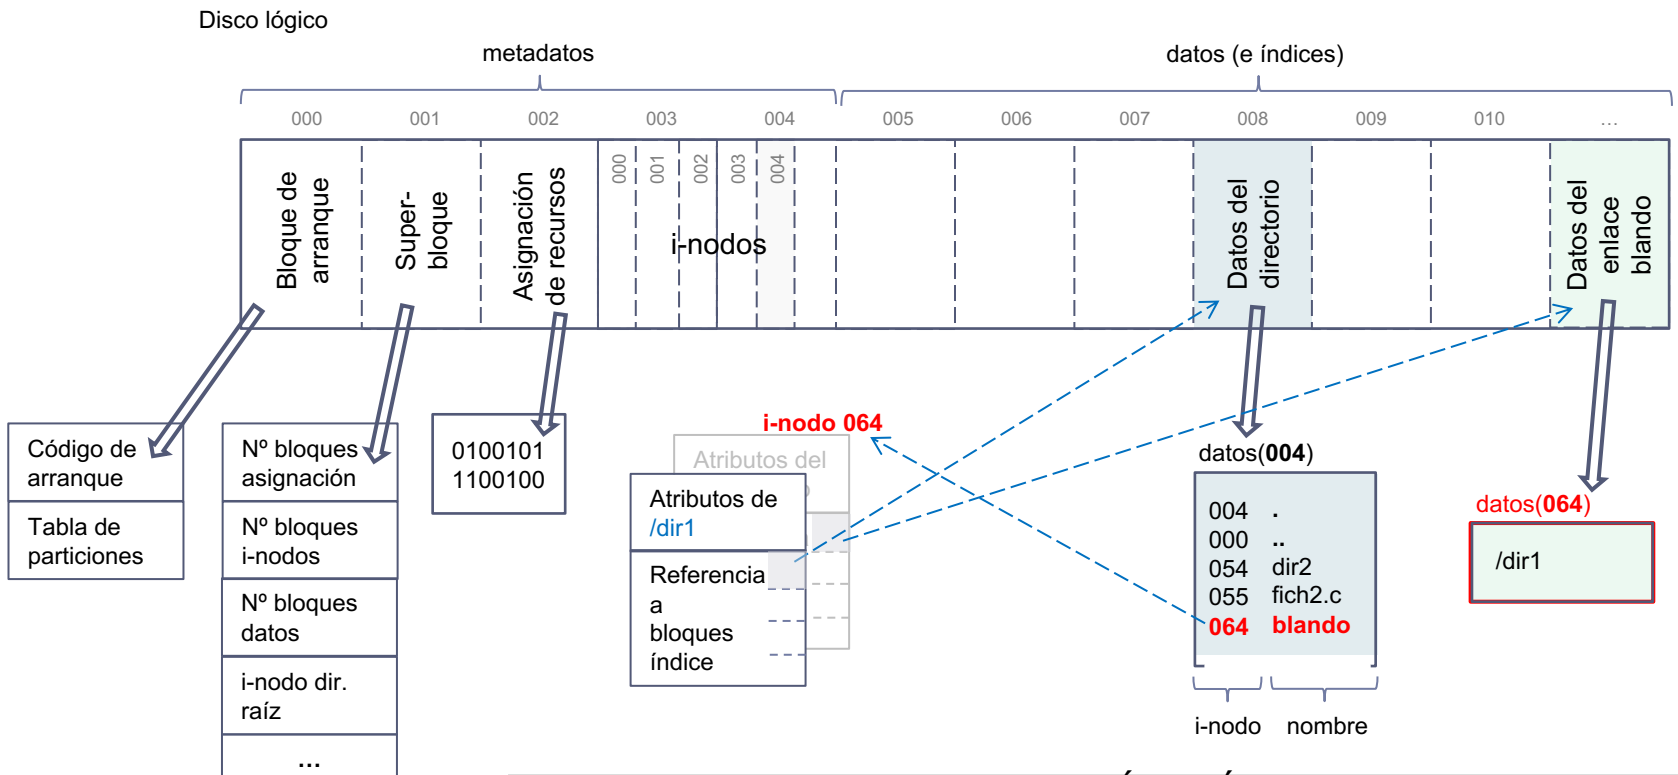 Disco lógico
metadatos
datos (e índices)
000
001
002
003
004
005
006
007
008
009
010
...
Bloque de
arranque
Super-
bloque
Asignación
de recursos
000
001
002
003
004
i-nodos
Datos del
directorio
Datos del
enlace
blando
Código de
arranque
Tabla de
particiones
Nº bloques
asignación
Nº bloques
i-nodos
Nº bloques
datos
i-nodo dir.
raíz
...
0100101
1100100
i-nodo 064
Atributos del
Atributos de
/dir1
Referencia
a
bloques
índice
datos(004)
004 .
000 ..
054 dir2
055 fich2.c
064 blando
i-nodo nombre
datos(064)
/dir1